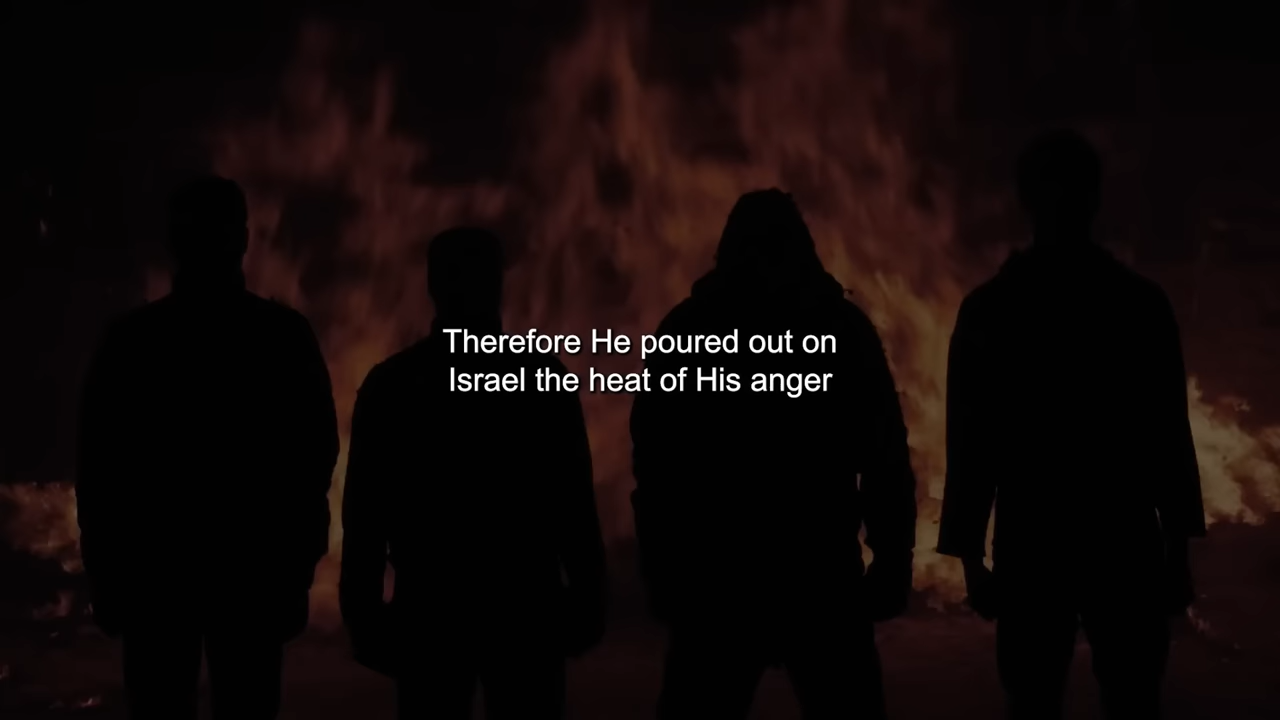 Therefore He poured out on
Israel the heat of His anger